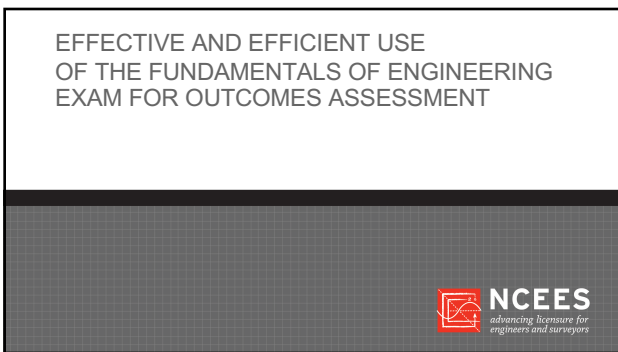 EFFECTIVE AND EFFICIENT USE
OF THE FUNDAMENTALS OF ENGINEERING
EXAM FOR OUTCOMES ASSESSMENT
NCEES
advancing licensure for
engineers and surveyors